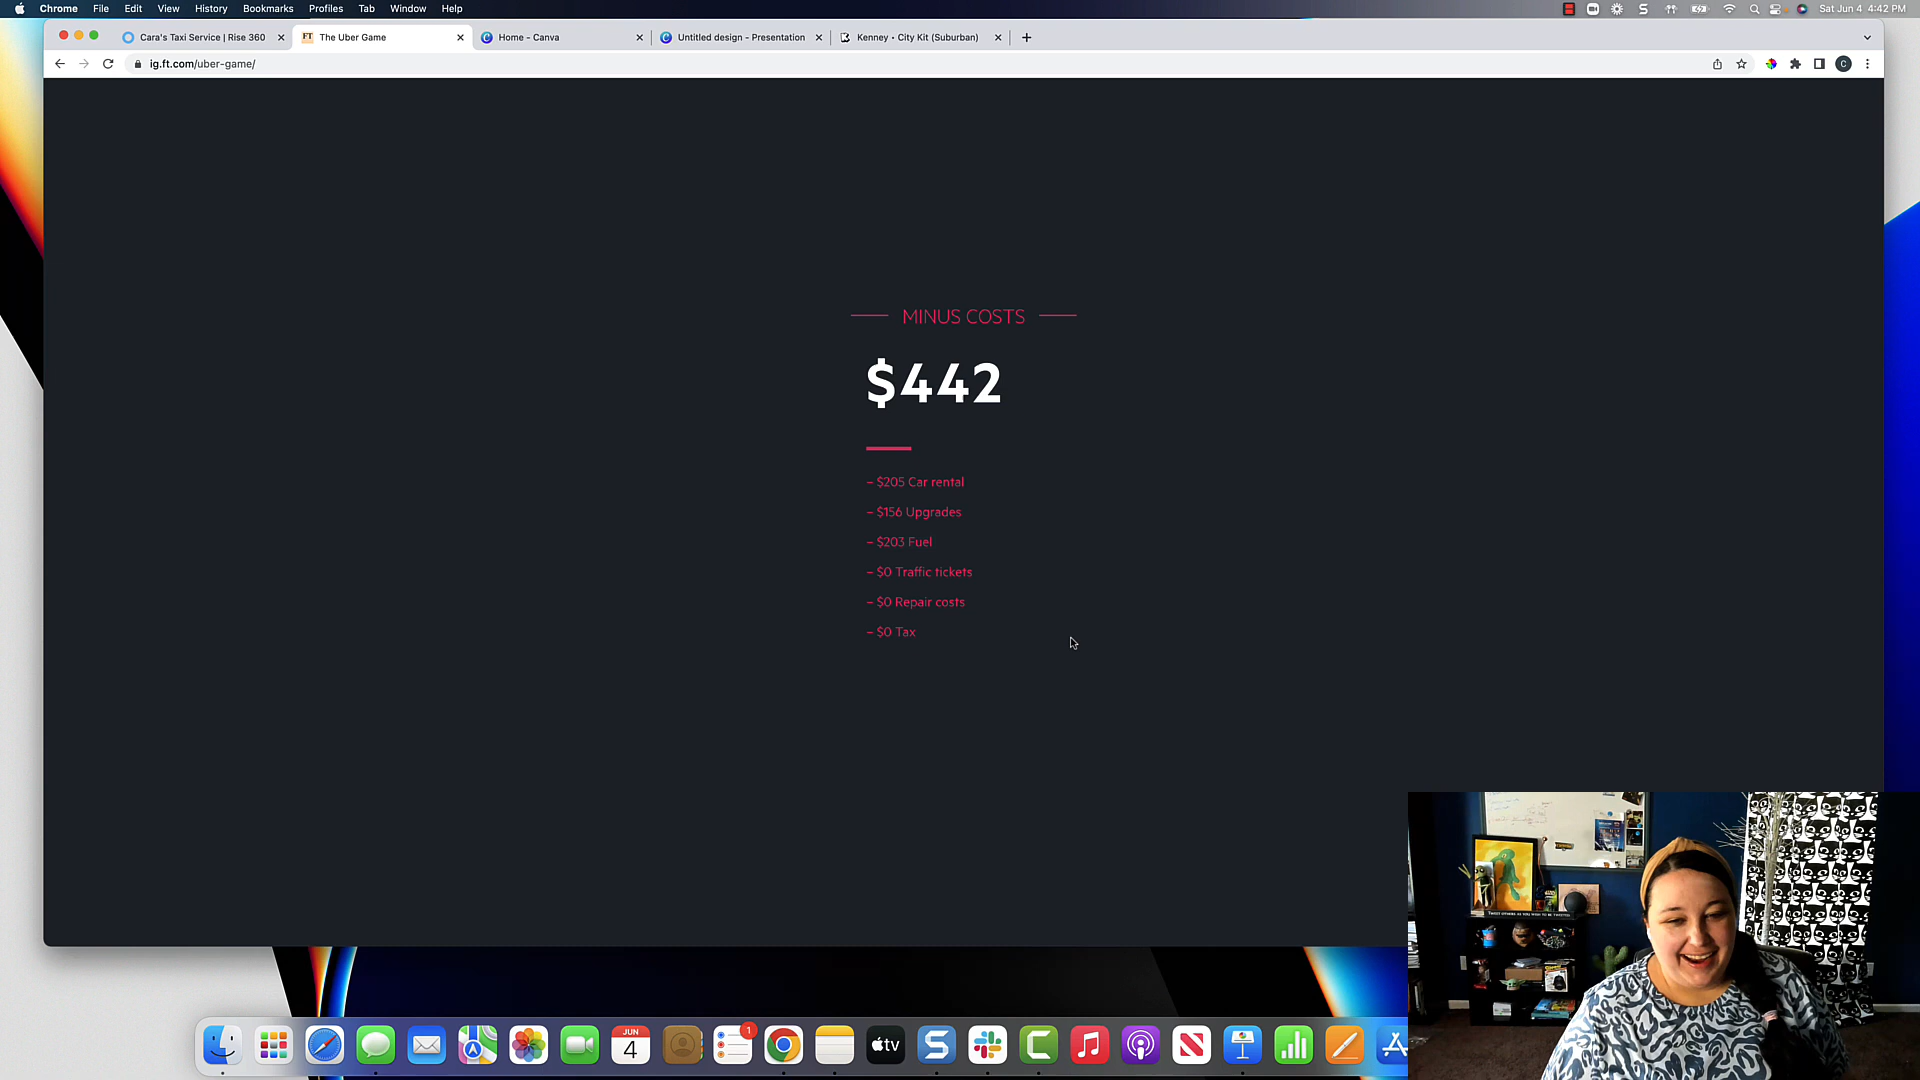 Chrome File Edit View History Bookmarks Profiles Tab Window Help
Sat Jun 4 4:42 PM
Cara's Taxi Service | Rise 360
FT The Uber Game
Home - Canva
Untitled design - Presentation
Kenney • City Kit (Suburban)
ig.ft.com/uber-game/
C
MINUS COSTS
$442
– $205 Car rental
– $156 Upgrades
– $203 Fuel
– $0 Traffic tickets
– $0 Repair costs
– $0 Tax
JUN
4
1
tv